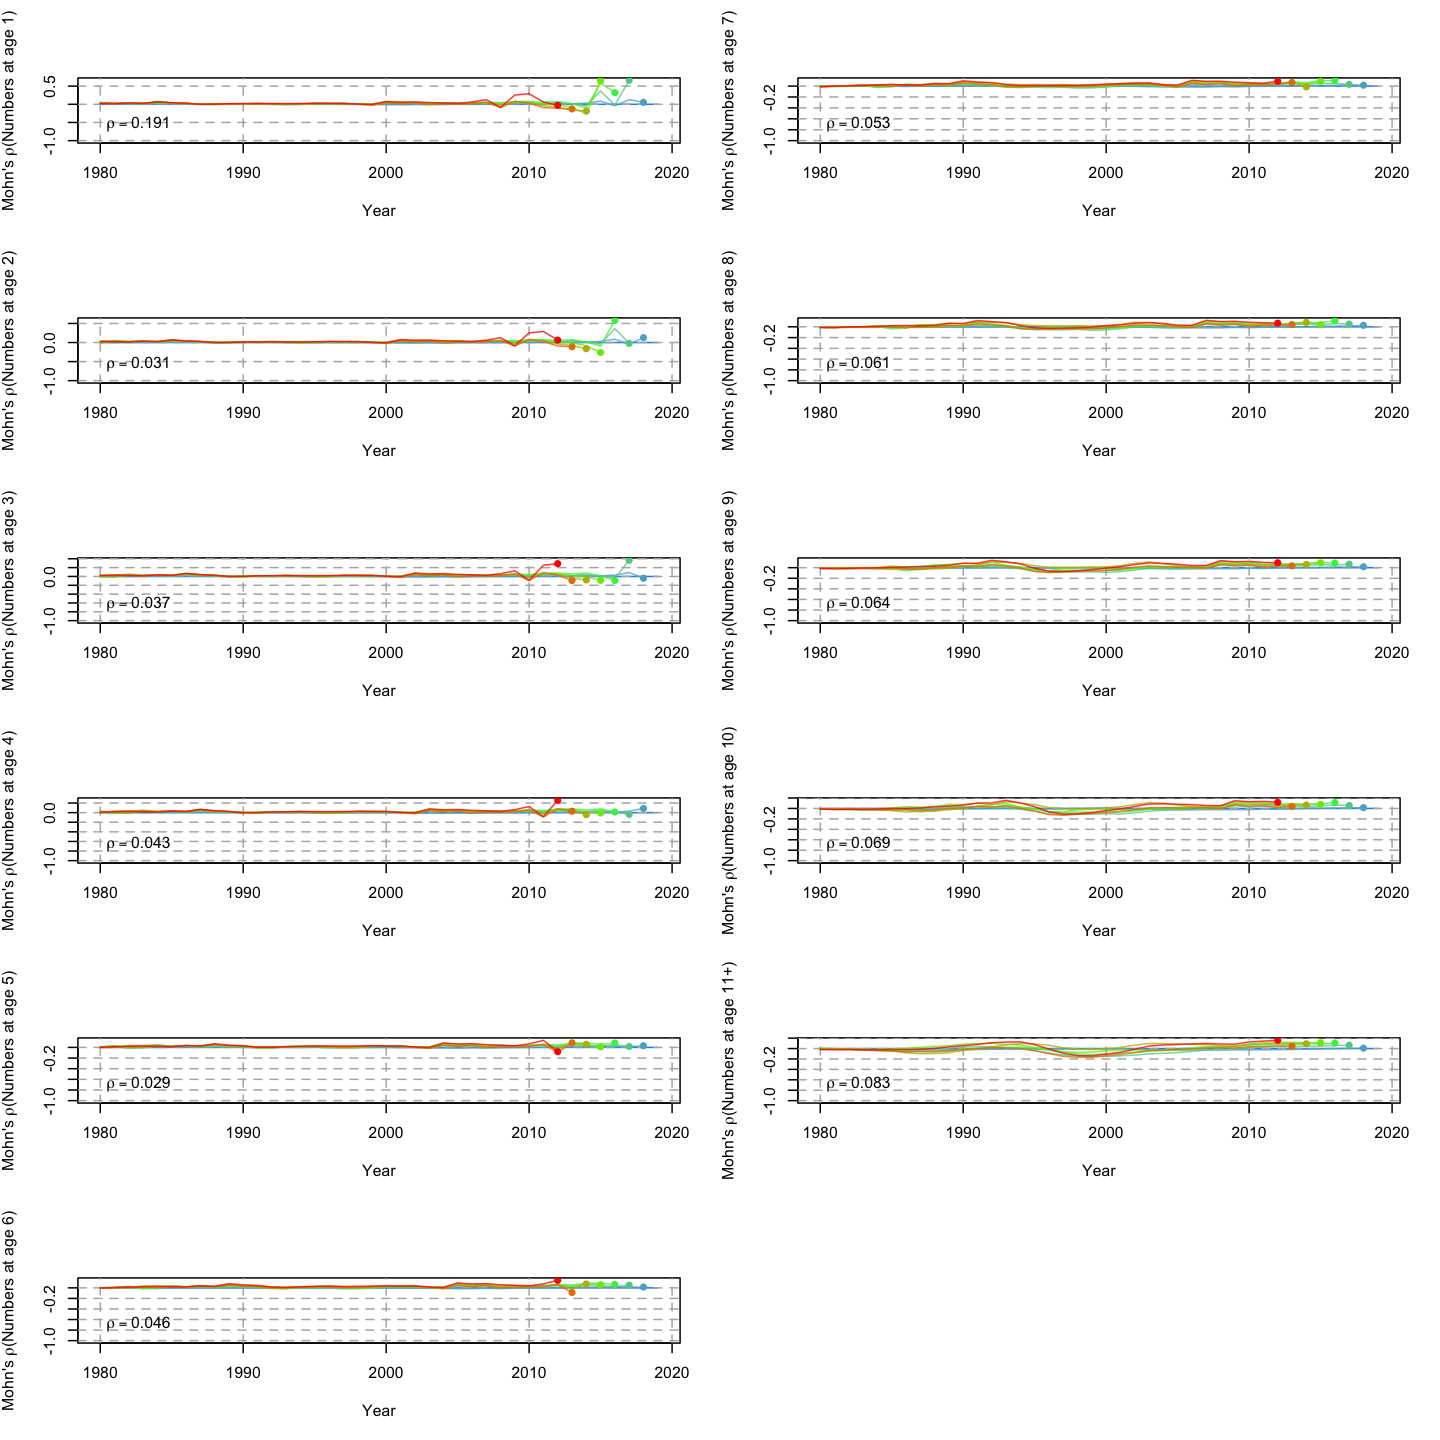 Mohn's ρ(Numbers at age 1)
0.5
-1.0
ρ = 0.191
1980 1990 2000 2010 2020
Year
Mohn's ρ(Numbers at age 2)
0.0
-1.0
ρ = 0.031
1980 1990 2000 2010 2020
Year
Mohn's ρ(Numbers at age 3)
0.0
-1.0
ρ = 0.037
1980 1990 2000 2010 2020
Year
Mohn's ρ(Numbers at age 4)
0.0
-1.0
ρ = 0.043
1980 1990 2000 2010 2020
Year
Mohn's ρ(Numbers at age 5)
-0.2
-1.0
ρ = 0.029
1980 1990 2000 2010 2020
Year
Mohn's ρ(Numbers at age 6)
-0.2
-1.0
ρ = 0.046
1980 1990 2000 2010 2020
Year
Mohn's ρ(Numbers at age 7)
-0.2
-1.0
ρ = 0.053
1980 1990 2000 2010 2020
Year
Mohn's ρ(Numbers at age 8)
-0.2
-1.0
ρ = 0.061
1980 1990 2000 2010 2020
Year
Mohn's ρ(Numbers at age 9)
-0.2
-1.0
ρ = 0.064
1980 1990 2000 2010 2020
Year
Mohn's ρ(Numbers at age 10)
-0.2
-1.0
ρ = 0.069
1980 1990 2000 2010 2020
Year
Mohn's ρ(Numbers at age 11+)
-0.2
-1.0
ρ = 0.083
1980 1990 2000 2010 2020
Year